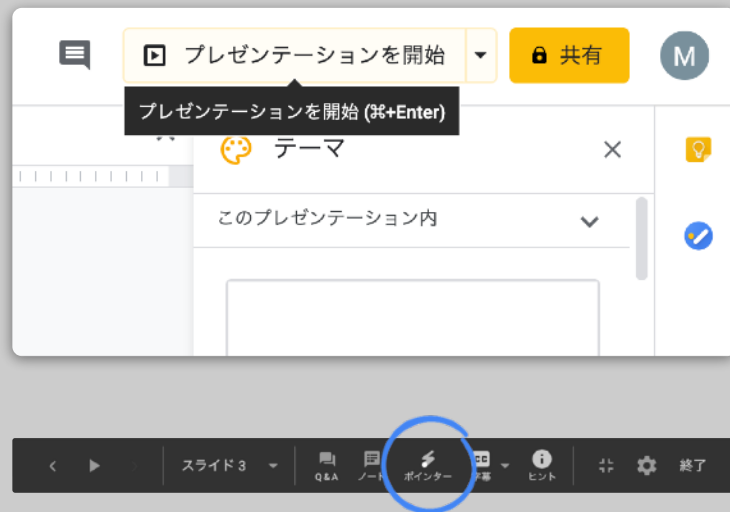 プレゼンテーションを開始
共有
M
プレゼンテーションを開始 (⌘+Enter)
テーマ
このプレゼンテーション内
スライド 3
Q&A
ノート
ポインター
CC
字幕
ヒント
終了